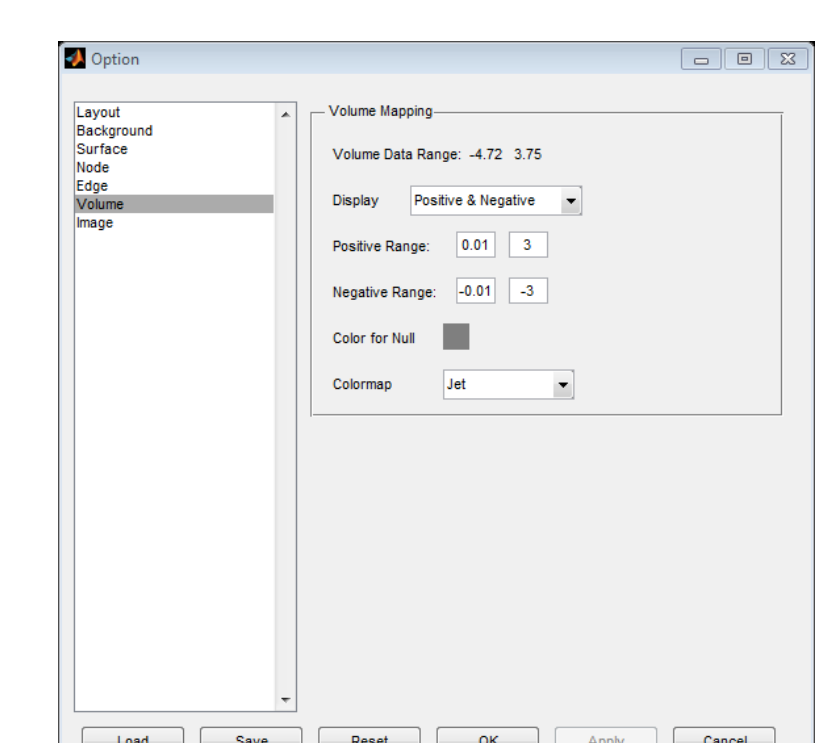 Option
Layout
Background
Surface
Node
Edge
Volume
Image
Volume Mapping
Volume Data Range: -4.72 3.75
Display Positive & Negative
Positive Range: 0.01 3
Negative Range: -0.01 -3
Color for Null
Colormap Jet
Load Save Reset OK Apply Cancel